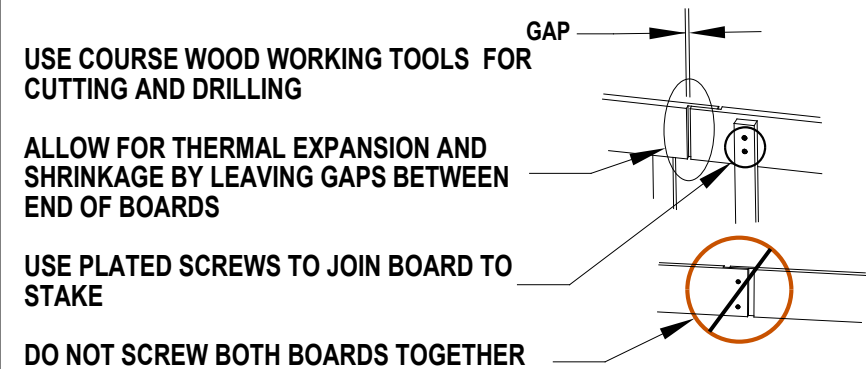 GAP
USE COURSE WOOD WORKING TOOLS FOR
CUTTING AND DRILLING
ALLOW FOR THERMAL EXPANSION AND
SHRINKAGE BY LEAVING GAPS BETWEEN
END OF BOARDS
USE PLATED SCREWS TO JOIN BOARD TO
STAKE
DO NOT SCREW BOTH BOARDS TOGETHER